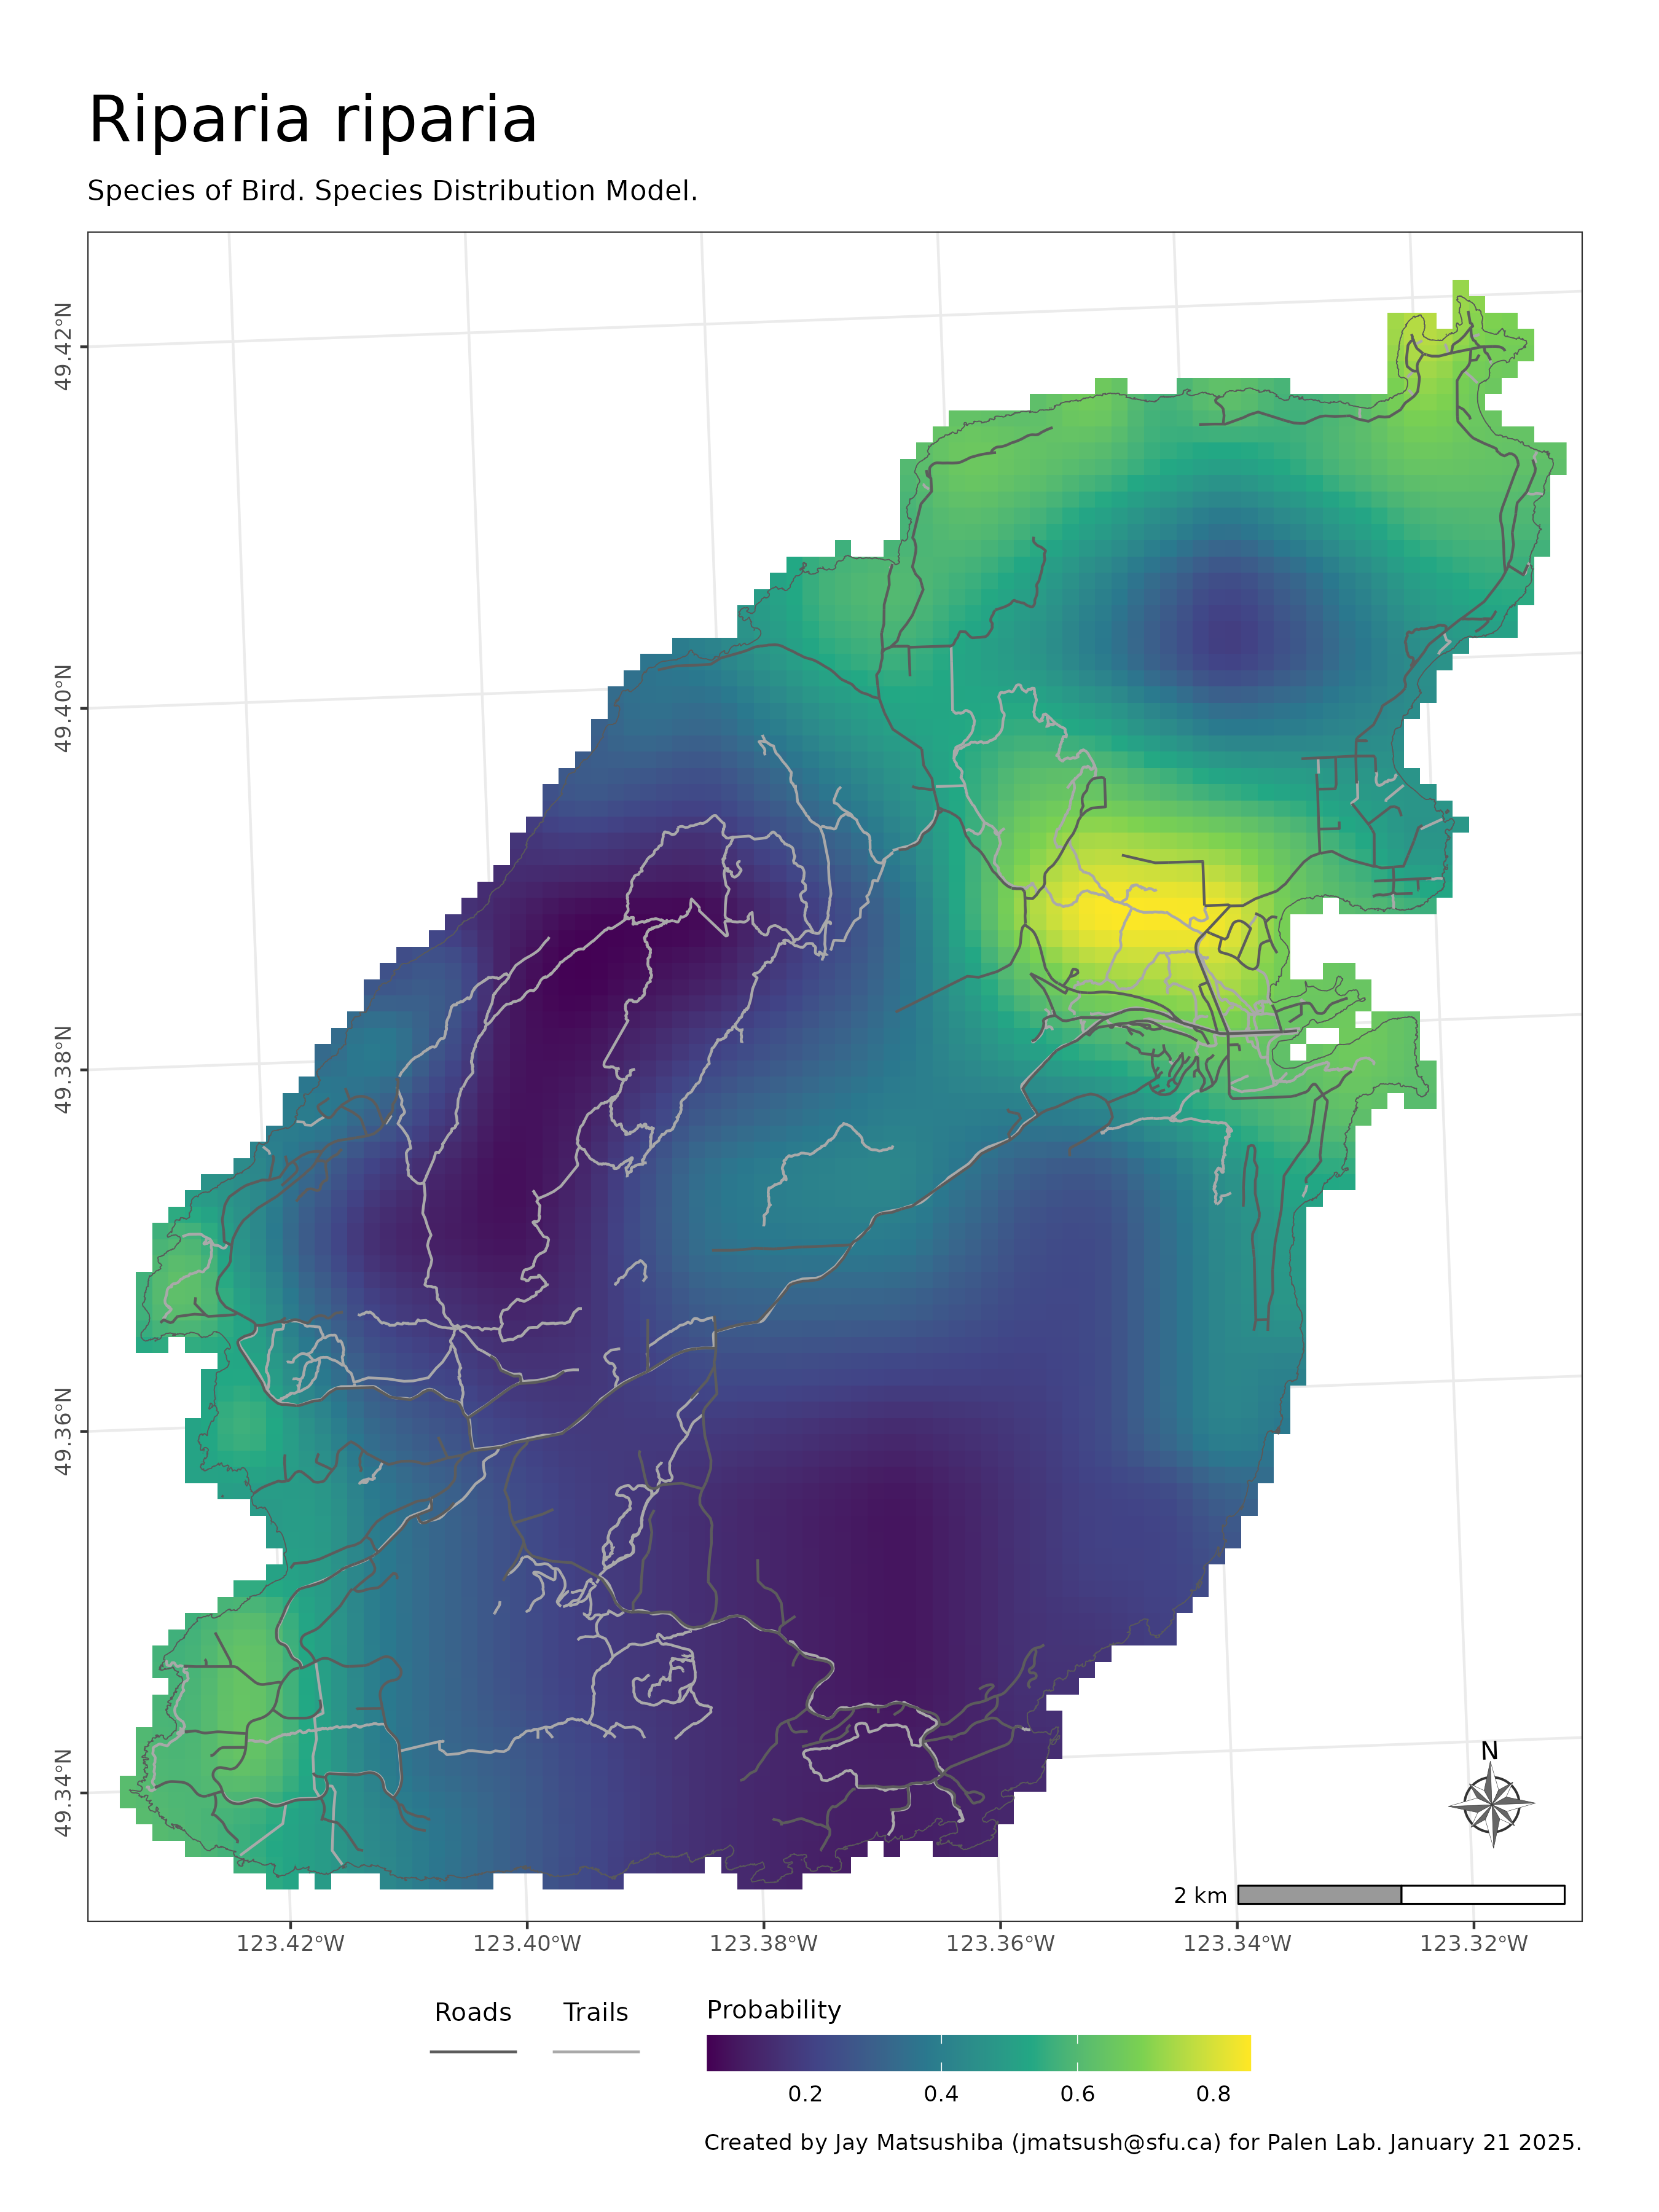 Riparia riparia
Species of Bird. Species Distribution Model.
49.42°N
49.40°N
49.38°N
49.36°N
49.34°N
N
2 km
123.42°W 123.40°W 123.38°W 123.36°W 123.34°W 123.32°W
Roads Trails Probability
0.2 0.4 0.6 0.8
Created by Jay Matsushiba (jmatsush@sfu.ca) for Palen Lab. January 21 2025.